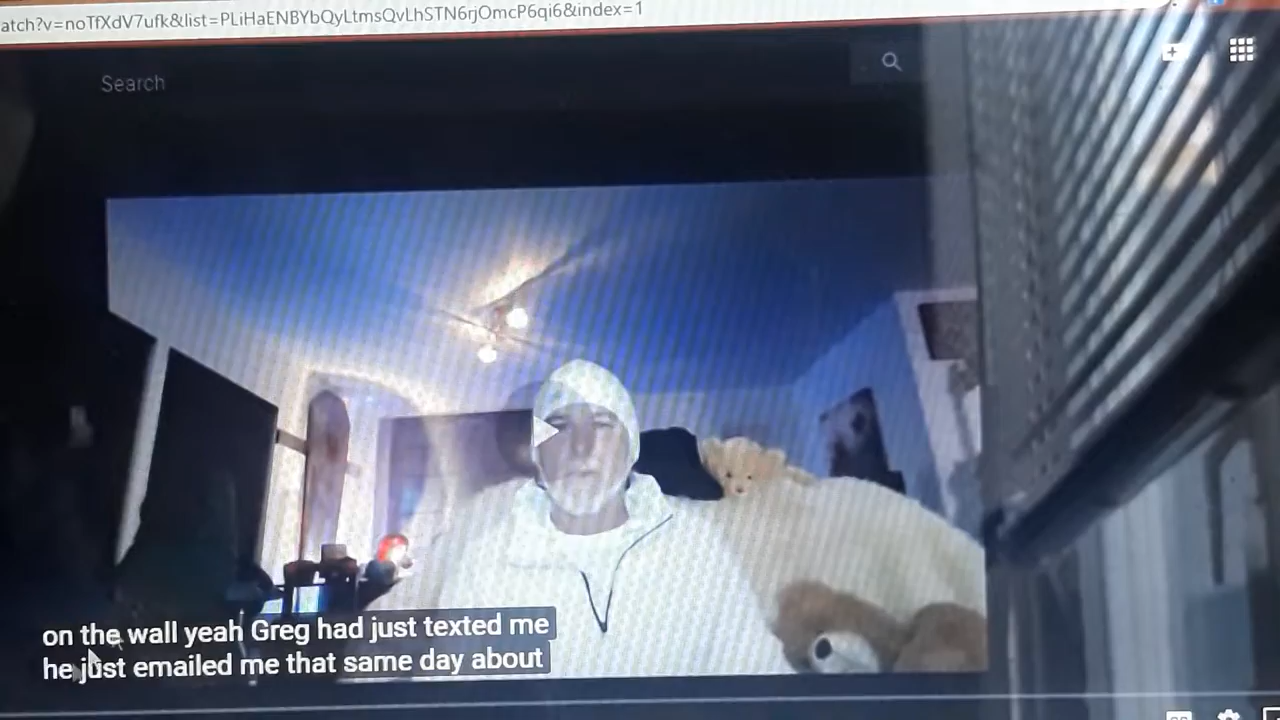 atch?v=noTfXdV7ufk&list=PLiHaENBYbQyLtmsQvLhSTN6rjOmcP6qi6&index=1
Search
on the wall yeah Greg had just texted me
he just emailed me that same day about